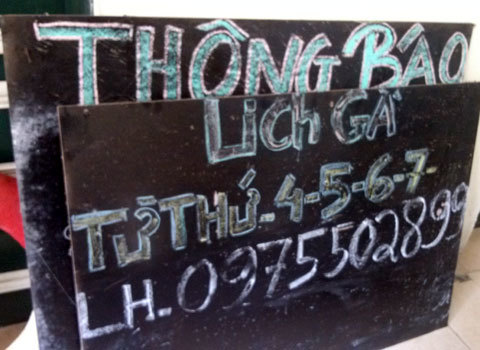 THÔNG BÁO
LịCH GÀ
TỪ THỨ-4-5-6-7-
LH-0975502899